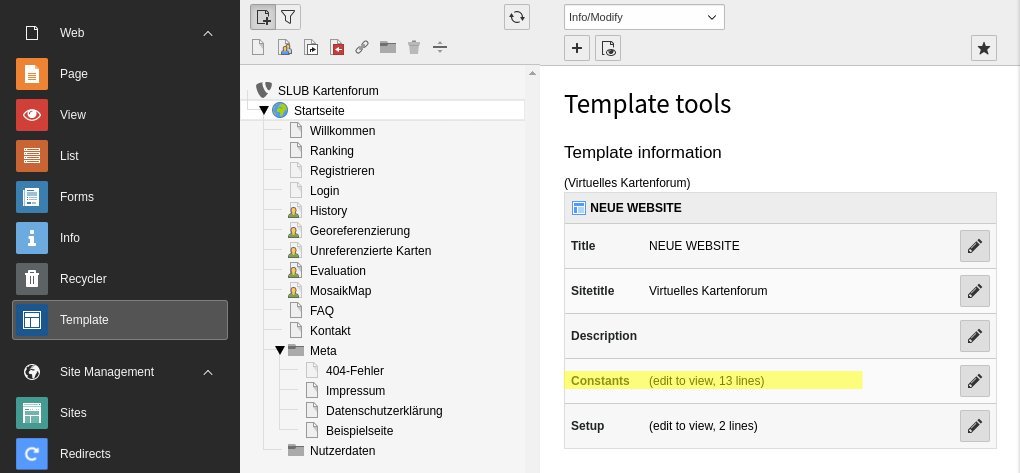 Web
Page
View
List
Forms
Info
Recycler
Template
Site Management
Sites
Redirects
SLUB Kartenforum
Startseite
Willkommen
Ranking
Registrieren
Login
History
Georeferenzierung
Unreferenzierte Karten
Evaluation
MosaikMap
FAQ
Kontakt
Meta
404-Fehler
Impressum
Datenschutzerklärung
Beispielseite
Nutzerdaten
Info/Modify
Template tools
Template information
(Virtuelles Kartenforum)
NEUE WEBSITE
Title NEUE WEBSITE
Sitetitle Virtuelles Kartenforum
Description
Constants (edit to view, 13 lines)
Setup (edit to view, 2 lines)